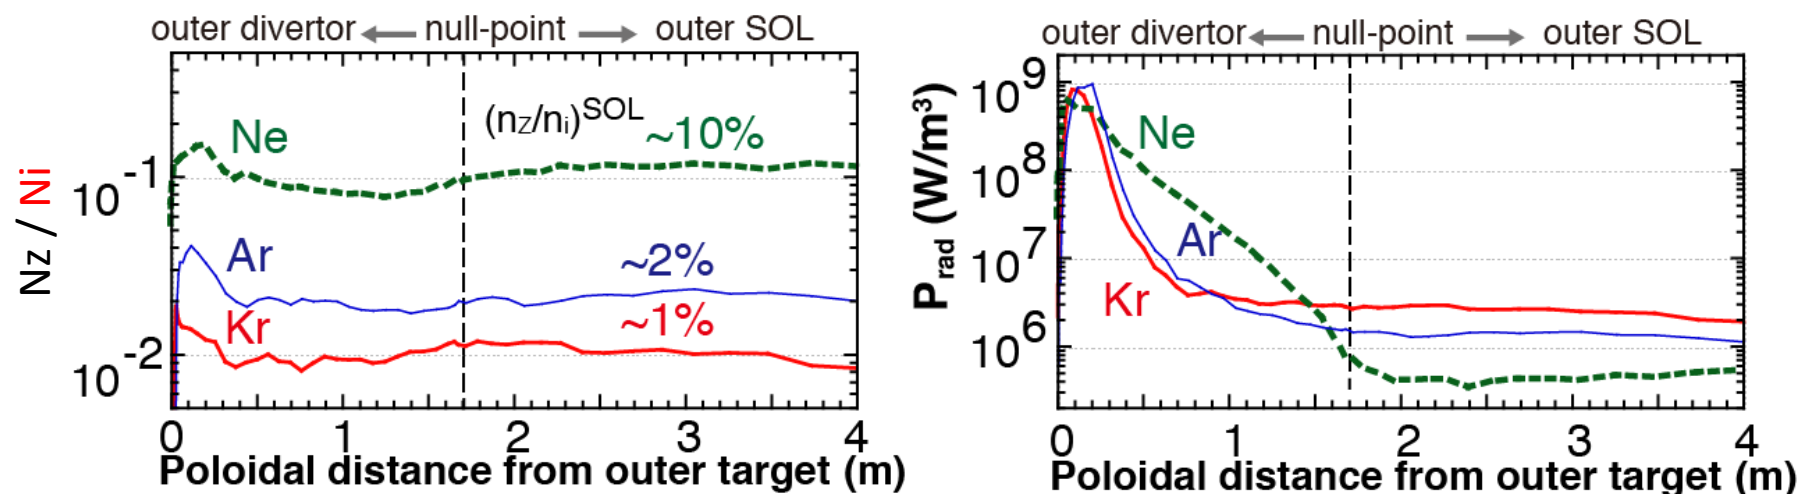 outer divertor ← null-point → outer SOL
Nz / Ni
10⁻¹
10⁻²
Ne
Ar
Kr
(nz/ni)SOL
~10%
~2%
~1%
0 1 2 3 4
Poloidal distance from outer target (m)
outer divertor ← null-point → outer SOL
Prad (W/m³)
10⁹
10⁸
10⁷
10⁶
Ne
Ar
Kr
0 1 2 3 4
Poloidal distance from outer target (m)